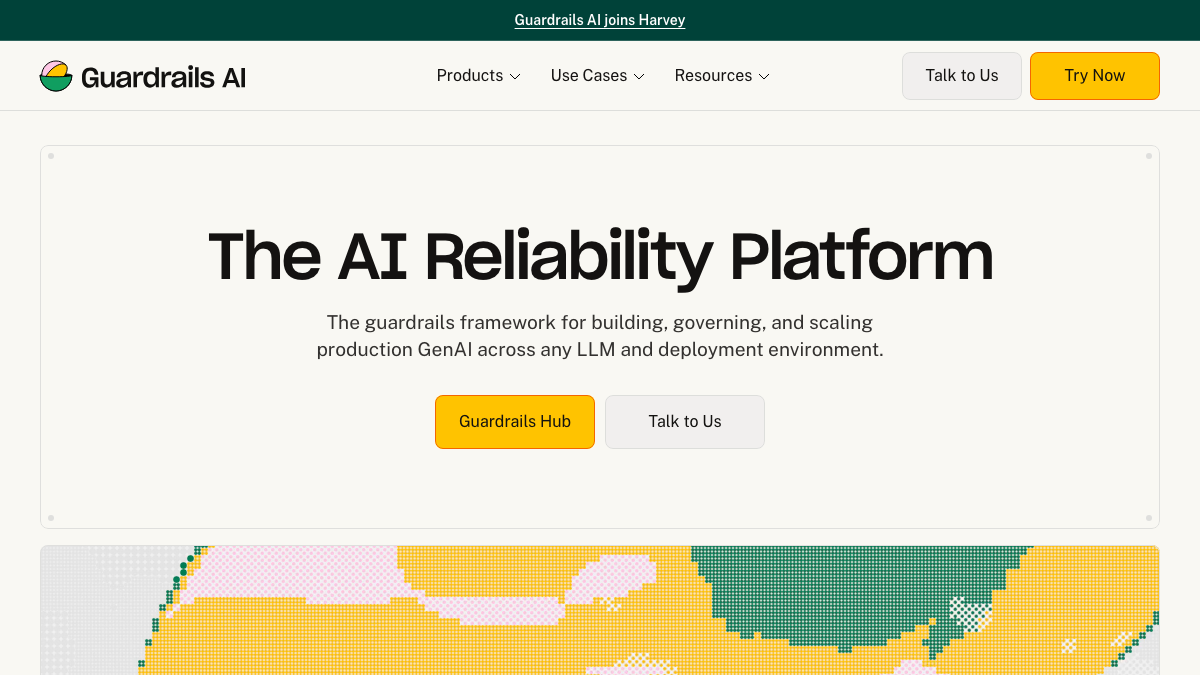 Guardrails AI joins Harvey
Guardrails AI
Products
Use Cases
Resources
Talk to Us
Try Now
The AI Reliability Platform
The guardrails framework for building, governing, and scaling
production GenAI across any LLM and deployment environment.
Guardrails Hub
Talk to Us